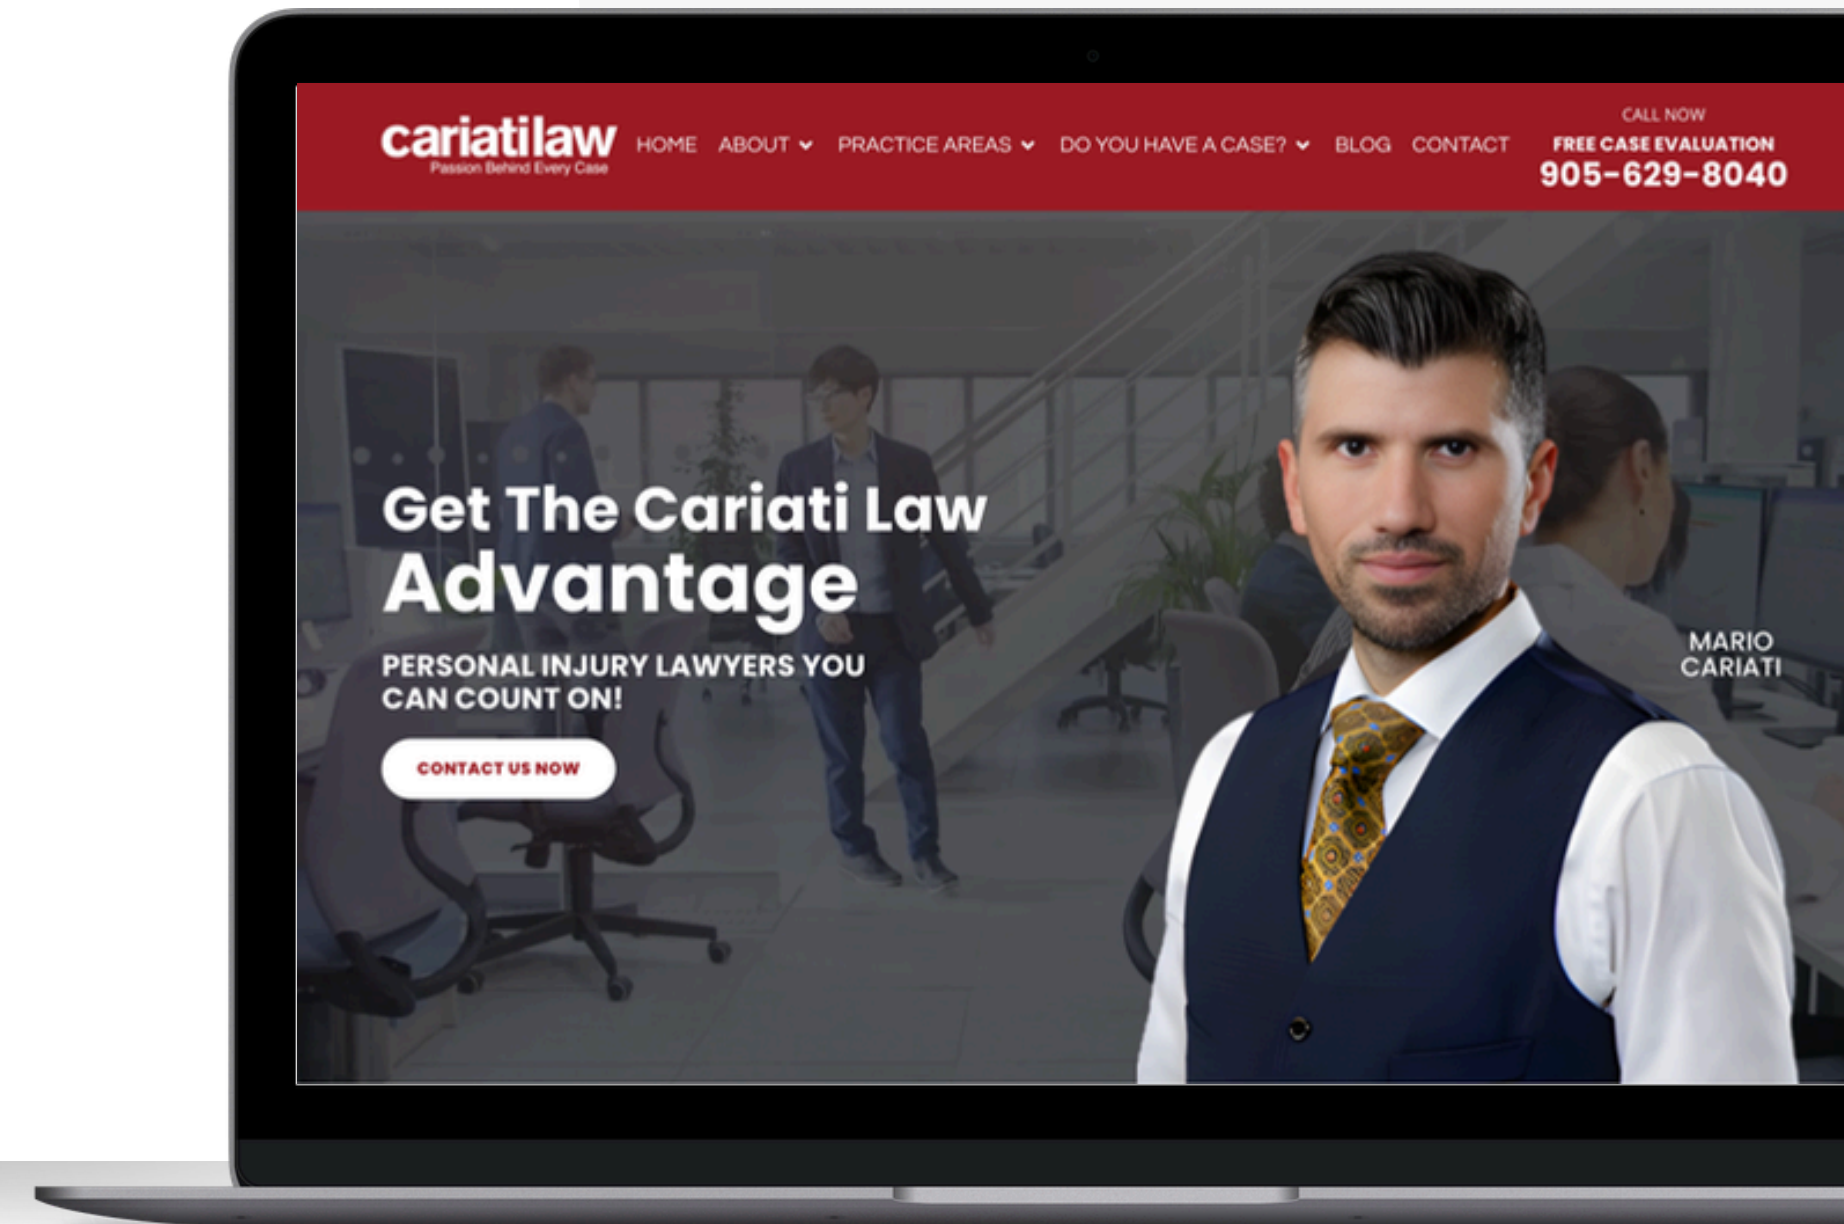 cariatilaw
Passion Behind Every Case
HOME ABOUT PRACTICE AREAS DO YOU HAVE A CASE? BLOG CONTACT
CALL NOW
FREE CASE EVALUATION
905-629-8040
Get The Cariati Law
Advantage
PERSONAL INJURY LAWYERS YOU
CAN COUNT ON!
CONTACT US NOW
MARIO
CARIATI